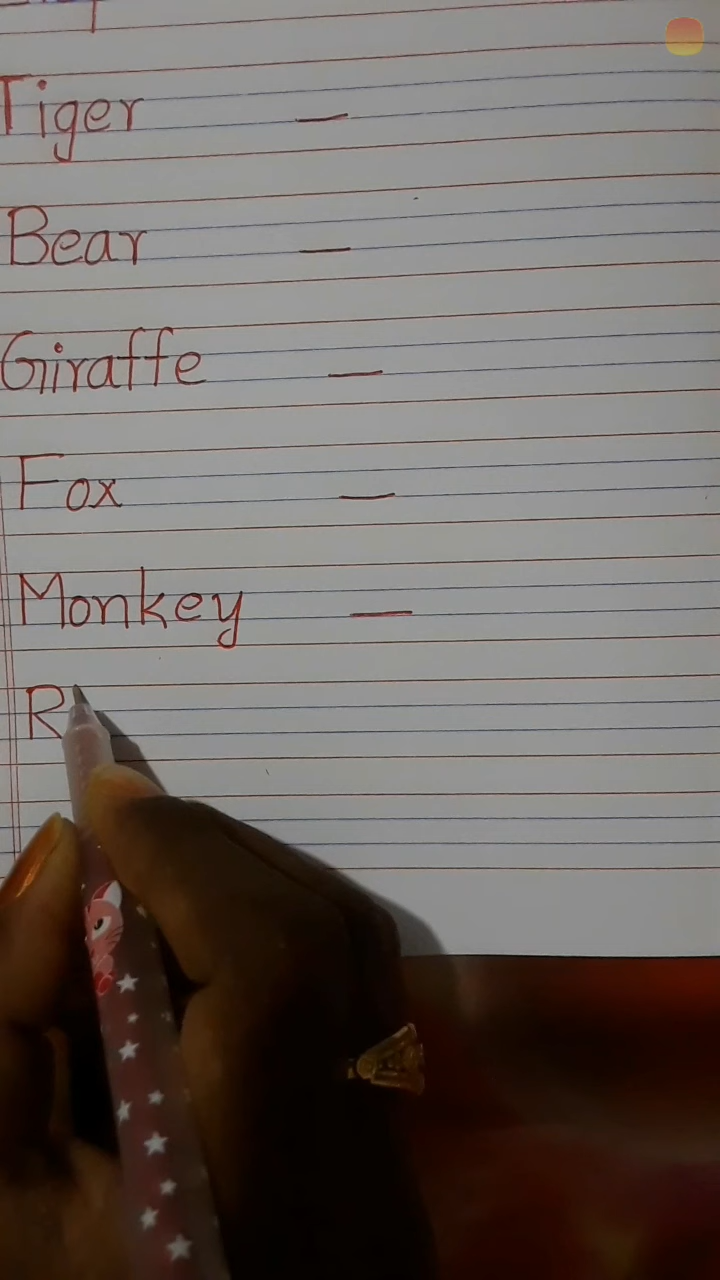 Tiger —
Bear —
Giraffe —
Fox —
Monkey —
R